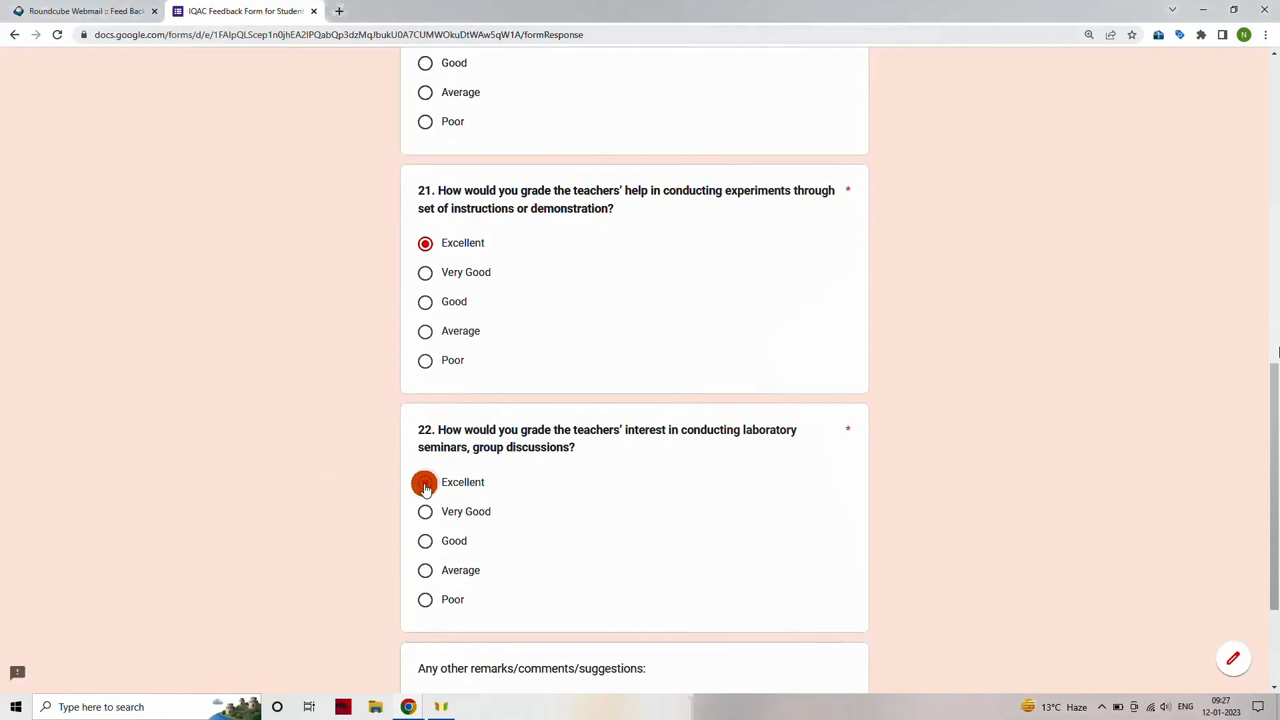 Roundcube Webmail :: Feed Back
IQAC Feedback Form for Student
docs.google.com/forms/d/e/1FAIpQLScep1n0jhEA2IPQabQp3dzMqJbukU0A7CUMWOkuDtWAw5qW1A/formResponse
N
Good
Average
Poor
21. How would you grade the teachers' help in conducting experiments through *
set of instructions or demonstration?
Excellent
Very Good
Good
Average
Poor
22. How would you grade the teachers' interest in conducting laboratory *
seminars, group discussions?
Excellent
Very Good
Good
Average
Poor
Any other remarks/comments/suggestions:
Type here to search
13°C Haze
ENG
09:27
12-01-2023